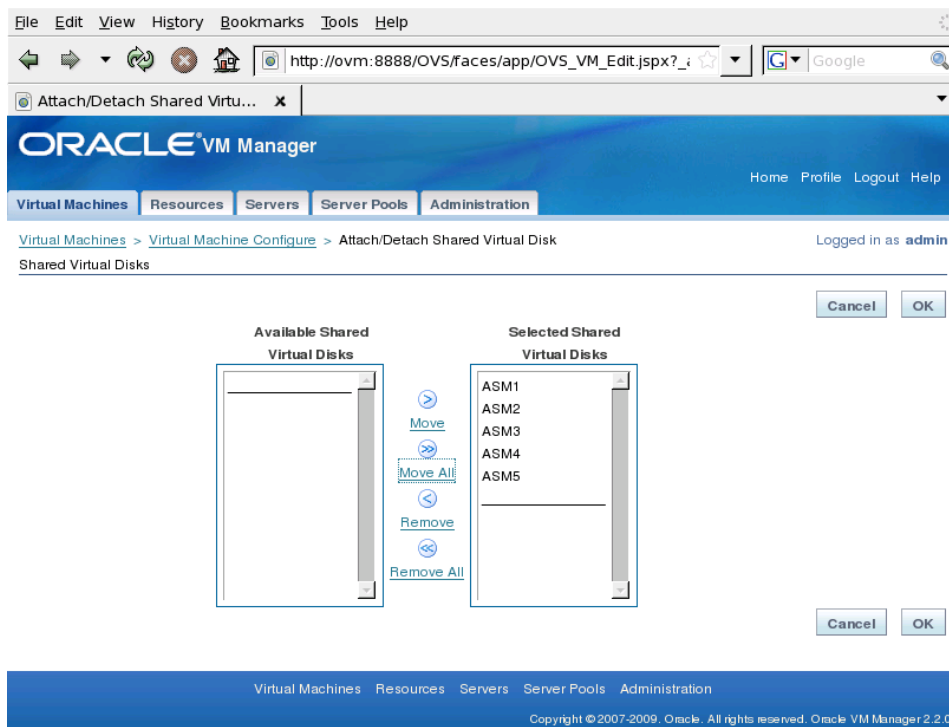 File Edit View History Bookmarks Tools Help
http://ovm:8888/OVS/faces/app/OVS_VM_Edit.jspx?_a
G Google
Attach/Detach Shared Virtu... x
ORACLE VM Manager
Home Profile Logout Help
Virtual Machines Resources Servers Server Pools Administration
Virtual Machines > Virtual Machine Configure > Attach/Detach Shared Virtual Disk Logged in as admin
Shared Virtual Disks
Cancel OK
Available Shared Virtual Disks
Selected Shared Virtual Disks
ASM1
ASM2
ASM3
ASM4
ASM5
> Move
>> Move All
< Remove
<< Remove All
Cancel OK
Virtual Machines Resources Servers Server Pools Administration
Copyright ©2007-2009. Oracle. All rights reserved. Oracle VM Manager 2.2.0